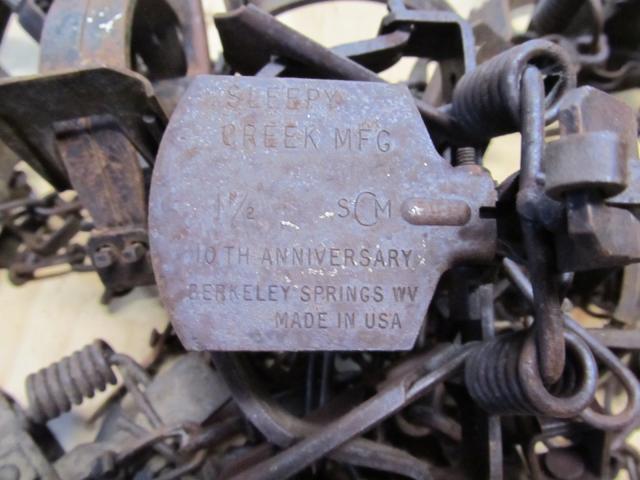 SLEEPY
CREEK MFG
1½ SCM
10TH ANNIVERSARY
BERKELEY SPRINGS WV
MADE IN USA